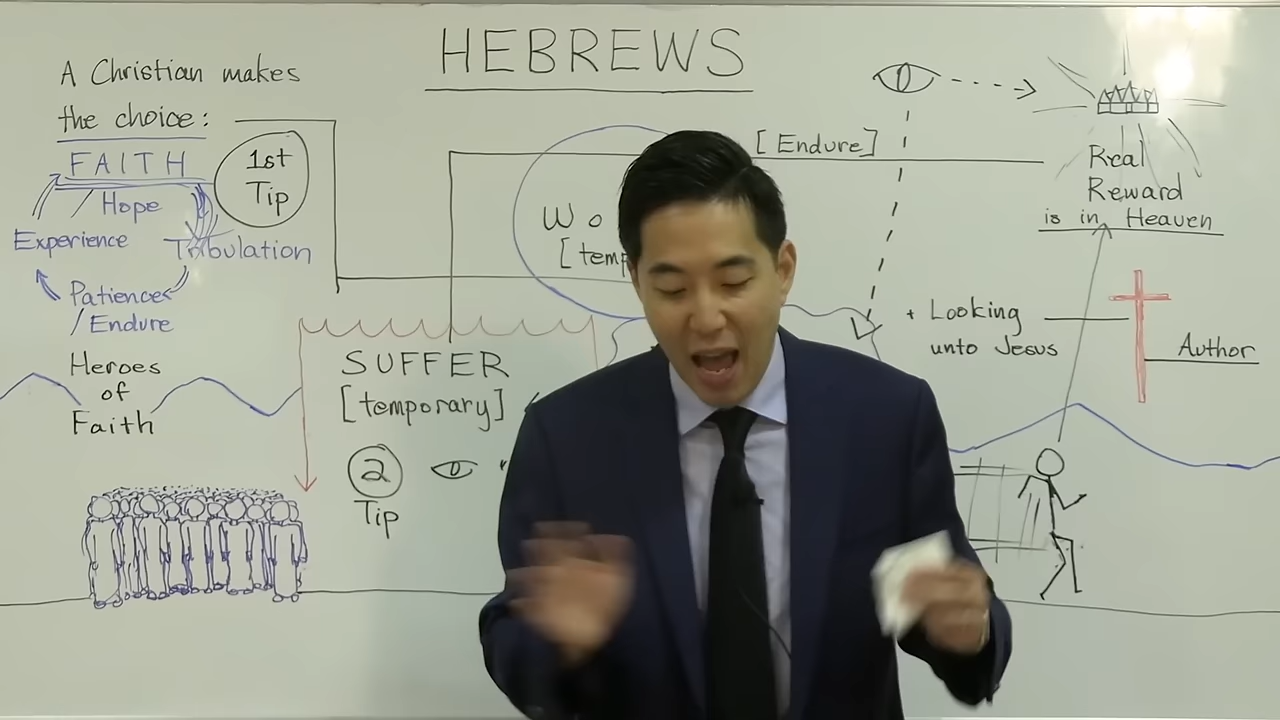 HEBREWS
A Christian makes
the choice:
FAITH
/ Hope
Experience
Tribulation
Patience
/ Endure
1st
Tip
Heroes
of
Faith
SUFFER
[temporary]
2
Tip
[Endure]
Real
Reward
is in Heaven
+ Looking
unto Jesus
Author